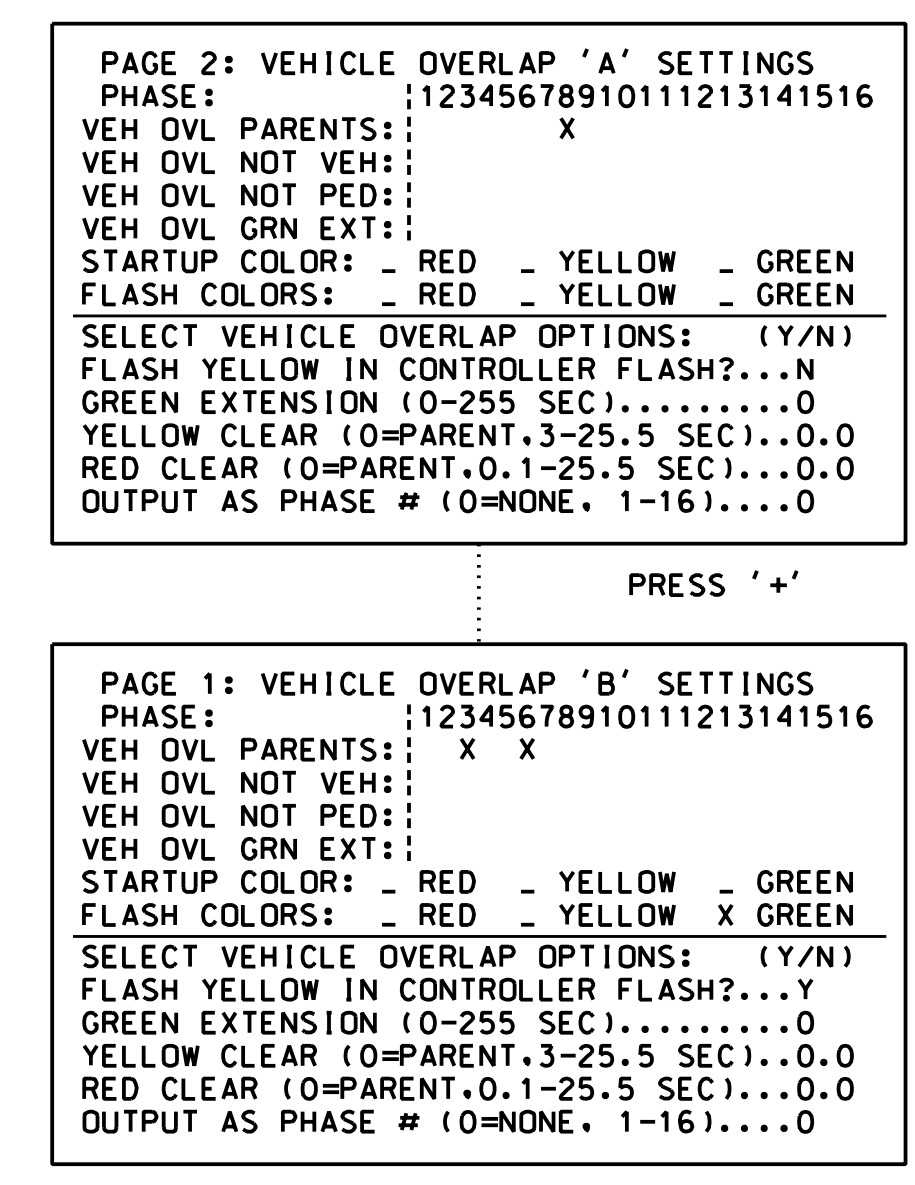 PAGE 2: VEHICLE OVERLAP 'A' SETTINGS
PHASE: ¦12345678910111213141516
VEH OVL PARENTS:¦ X
VEH OVL NOT VEH:¦
VEH OVL NOT PED:¦
VEH OVL GRN EXT:¦
STARTUP COLOR: _ RED _ YELLOW _ GREEN
FLASH COLORS: _ RED _ YELLOW _ GREEN
SELECT VEHICLE OVERLAP OPTIONS: (Y/N)
FLASH YELLOW IN CONTROLLER FLASH?...N
GREEN EXTENSION (0-255 SEC).........0
YELLOW CLEAR (0=PARENT,3-25.5 SEC)..0.0
RED CLEAR (0=PARENT,0.1-25.5 SEC)...0.0
OUTPUT AS PHASE # (0=NONE, 1-16)....0
PRESS '+'
PAGE 1: VEHICLE OVERLAP 'B' SETTINGS
PHASE: ¦12345678910111213141516
VEH OVL PARENTS:¦ X X
VEH OVL NOT VEH:¦
VEH OVL NOT PED:¦
VEH OVL GRN EXT:¦
STARTUP COLOR: _ RED _ YELLOW _ GREEN
FLASH COLORS: _ RED _ YELLOW X GREEN
SELECT VEHICLE OVERLAP OPTIONS: (Y/N)
FLASH YELLOW IN CONTROLLER FLASH?...Y
GREEN EXTENSION (0-255 SEC).........0
YELLOW CLEAR (0=PARENT,3-25.5 SEC)..0.0
RED CLEAR (0=PARENT,0.1-25.5 SEC)...0.0
OUTPUT AS PHASE # (0=NONE, 1-16)....0